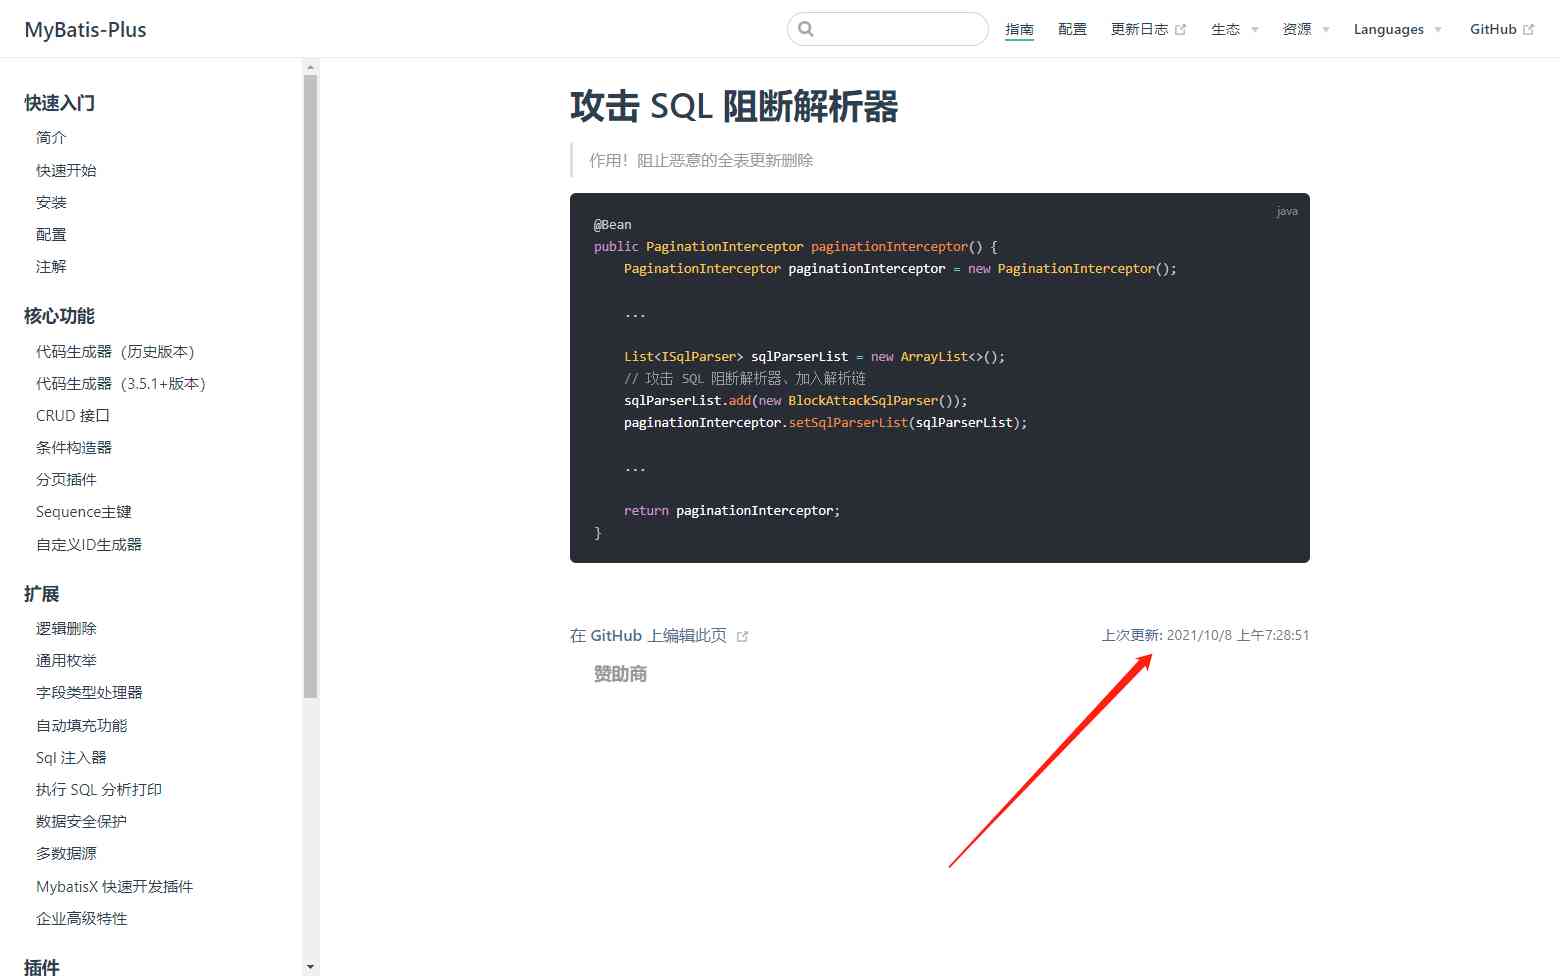 MyBatis-Plus
指南 配置 更新日志 生态 资源 Languages GitHub
快速入门
简介
快速开始
安装
配置
注解
核心功能
代码生成器（历史版本）
代码生成器（3.5.1+版本）
CRUD 接口
条件构造器
分页插件
Sequence主键
自定义ID生成器
扩展
逻辑删除
通用枚举
字段类型处理器
自动填充功能
Sql 注入器
执行 SQL 分析打印
数据安全保护
多数据源
MybatisX 快速开发插件
企业高级特性
插件
攻击 SQL 阻断解析器
作用！阻止恶意的全表更新删除
java
@Bean
public PaginationInterceptor paginationInterceptor() {
    PaginationInterceptor paginationInterceptor = new PaginationInterceptor();
    ...
    List<ISqlParser> sqlParserList = new ArrayList<>();
    // 攻击 SQL 阻断解析器、加入解析链
    sqlParserList.add(new BlockAttackSqlParser());
    paginationInterceptor.setSqlParserList(sqlParserList);
    ...
    return paginationInterceptor;
}
在 GitHub 上编辑此页
上次更新: 2021/10/8 上午7:28:51
赞助商